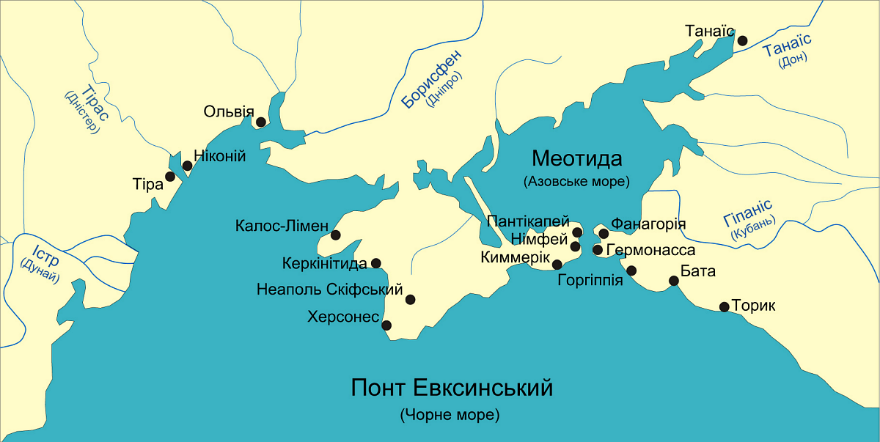 Танаїс
Танаїс
(Дон)
Борисфен
(Дніпро)
Тірас
(Дністер)
Ольвія
Ніконій
Тіра
Меотида
(Азовське море)
Гіпаніс
(Кубань)
Істр
(Дунай)
Калос-Лімен
Пантікапей
Фанагорія
Німфей
Гермонасса
Киммерік
Керкінітида
Горгіппія
Бата
Неаполь Скіфський
Торик
Херсонес
Понт Евксинський
(Чорне море)